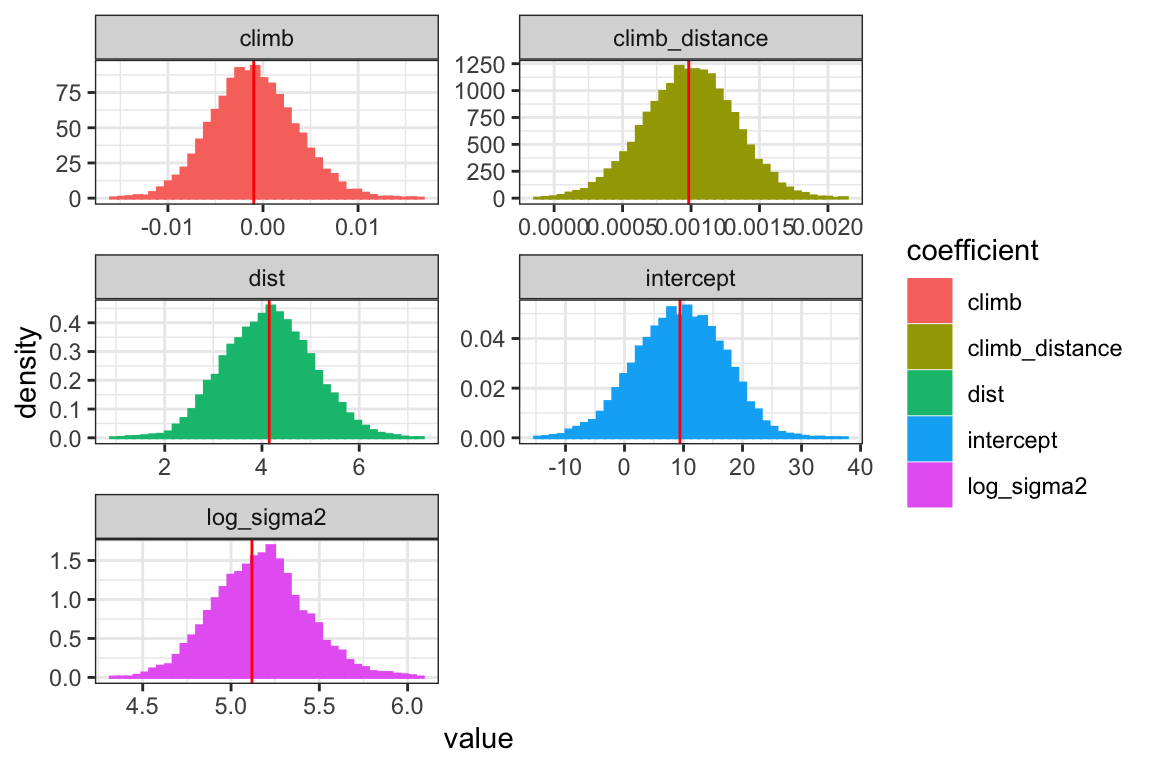 climb
climb_distance
75
50
25
0
1250
1000
750
500
250
0
-0.01 0.00 0.01
0.0000 0.0005 0.0010 0.0015 0.0020
dist
intercept
0.4
0.3
0.2
0.1
0.0
0.04
0.02
0.00
2 4 6
-10 0 10 20 30 40
log_sigma2
1.5
1.0
0.5
0.0
4.5 5.0 5.5 6.0
density
value
coefficient
climb
climb_distance
dist
intercept
log_sigma2